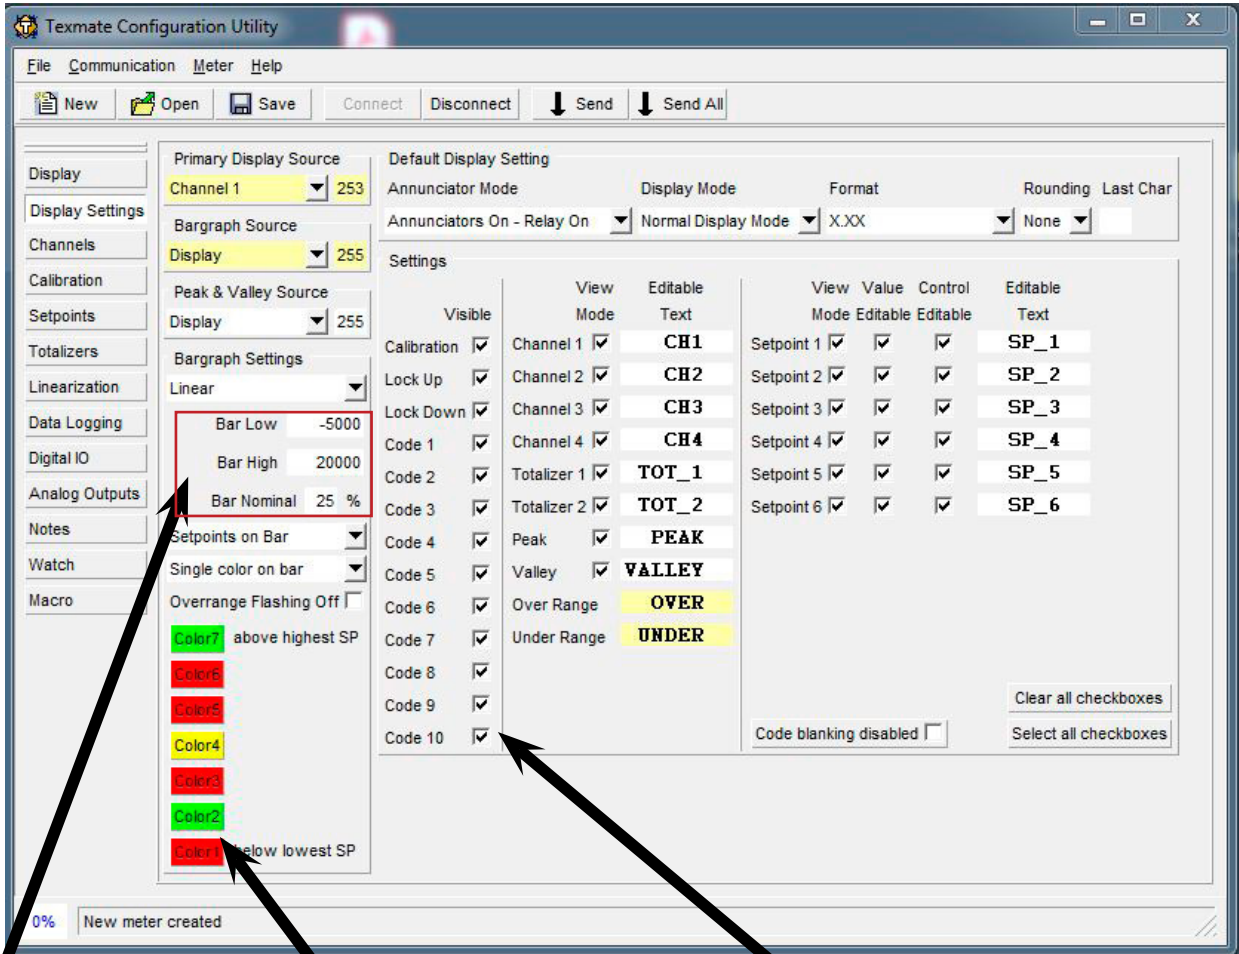 Texmate Configuration Utility
File Communication Meter Help
New Open Save Connect Disconnect Send Send All
Display
Display Settings
Channels
Calibration
Setpoints
Totalizers
Linearization
Data Logging
Digital IO
Analog Outputs
Notes
Watch
Macro
Primary Display Source
Channel 1 253
Bargraph Source
Display 255
Peak & Valley Source
Display 255
Bargraph Settings
Linear
Bar Low -5000
Bar High 20000
Bar Nominal 25 %
Setpoints on Bar
Single color on bar
Overrange Flashing Off
Color7 above highest SP
Color6
Color5
Color4
Color3
Color2
Color1 below lowest SP
Default Display Setting
Annunciator Mode Display Mode Format Rounding Last Char
Annunciators On - Relay On Normal Display Mode X.XX None
Settings
Visible
Calibration
Lock Up
Lock Down
Code 1
Code 2
Code 3
Code 4
Code 5
Code 6
Code 7
Code 8
Code 9
Code 10
View Editable
Mode Text
Channel 1 CH1
Channel 2 CH2
Channel 3 CH3
Channel 4 CH4
Totalizer 1 TOT_1
Totalizer 2 TOT_2
Peak PEAK
Valley VALLEY
Over Range OVER
Under Range UNDER
View Value Control Editable
Mode Editable Editable Text
Setpoint 1 SP_1
Setpoint 2 SP_2
Setpoint 3 SP_3
Setpoint 4 SP_4
Setpoint 5 SP_5
Setpoint 6 SP_6
Clear all checkboxes
Code blanking disabled Select all checkboxes
0% New meter created